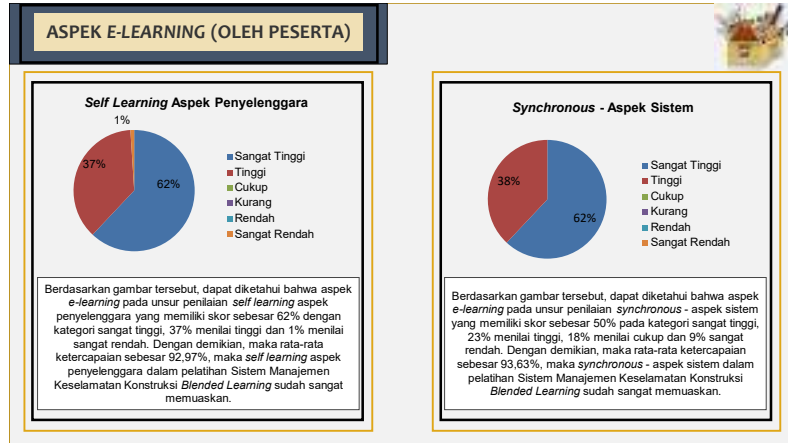 ASPEK E-LEARNING (OLEH PESERTA)
Self Learning Aspek Penyelenggara
1%
37%
62%
Sangat Tinggi
Tinggi
Cukup
Kurang
Rendah
Sangat Rendah
Berdasarkan gambar tersebut, dapat diketahui bahwa aspek
e-learning pada unsur penilaian self learning aspek
penyelenggara yang memiliki skor sebesar 62% dengan
kategori sangat tinggi, 37% menilai tinggi dan 1% menilai
sangat rendah. Dengan demikian, maka rata-rata
ketercapaian sebesar 92,97%, maka self learning aspek
penyelenggara dalam pelatihan Sistem Manajemen
Keselamatan Konstruksi Blended Learning sudah sangat
memuaskan.
Synchronous - Aspek Sistem
38%
62%
Sangat Tinggi
Tinggi
Cukup
Kurang
Rendah
Sangat Rendah
Berdasarkan gambar tersebut, dapat diketahui bahwa aspek
e-learning pada unsur penilaian synchronous - aspek sistem
yang memiliki skor sebesar 50% pada kategori sangat tinggi,
23% menilai tinggi, 18% menilai cukup dan 9% sangat
rendah. Dengan demikian, maka rata-rata ketercapaian
sebesar 93,63%, maka synchronous - aspek sistem dalam
pelatihan Sistem Manajemen Keselamatan Konstruksi
Blended Learning sudah sangat memuaskan.